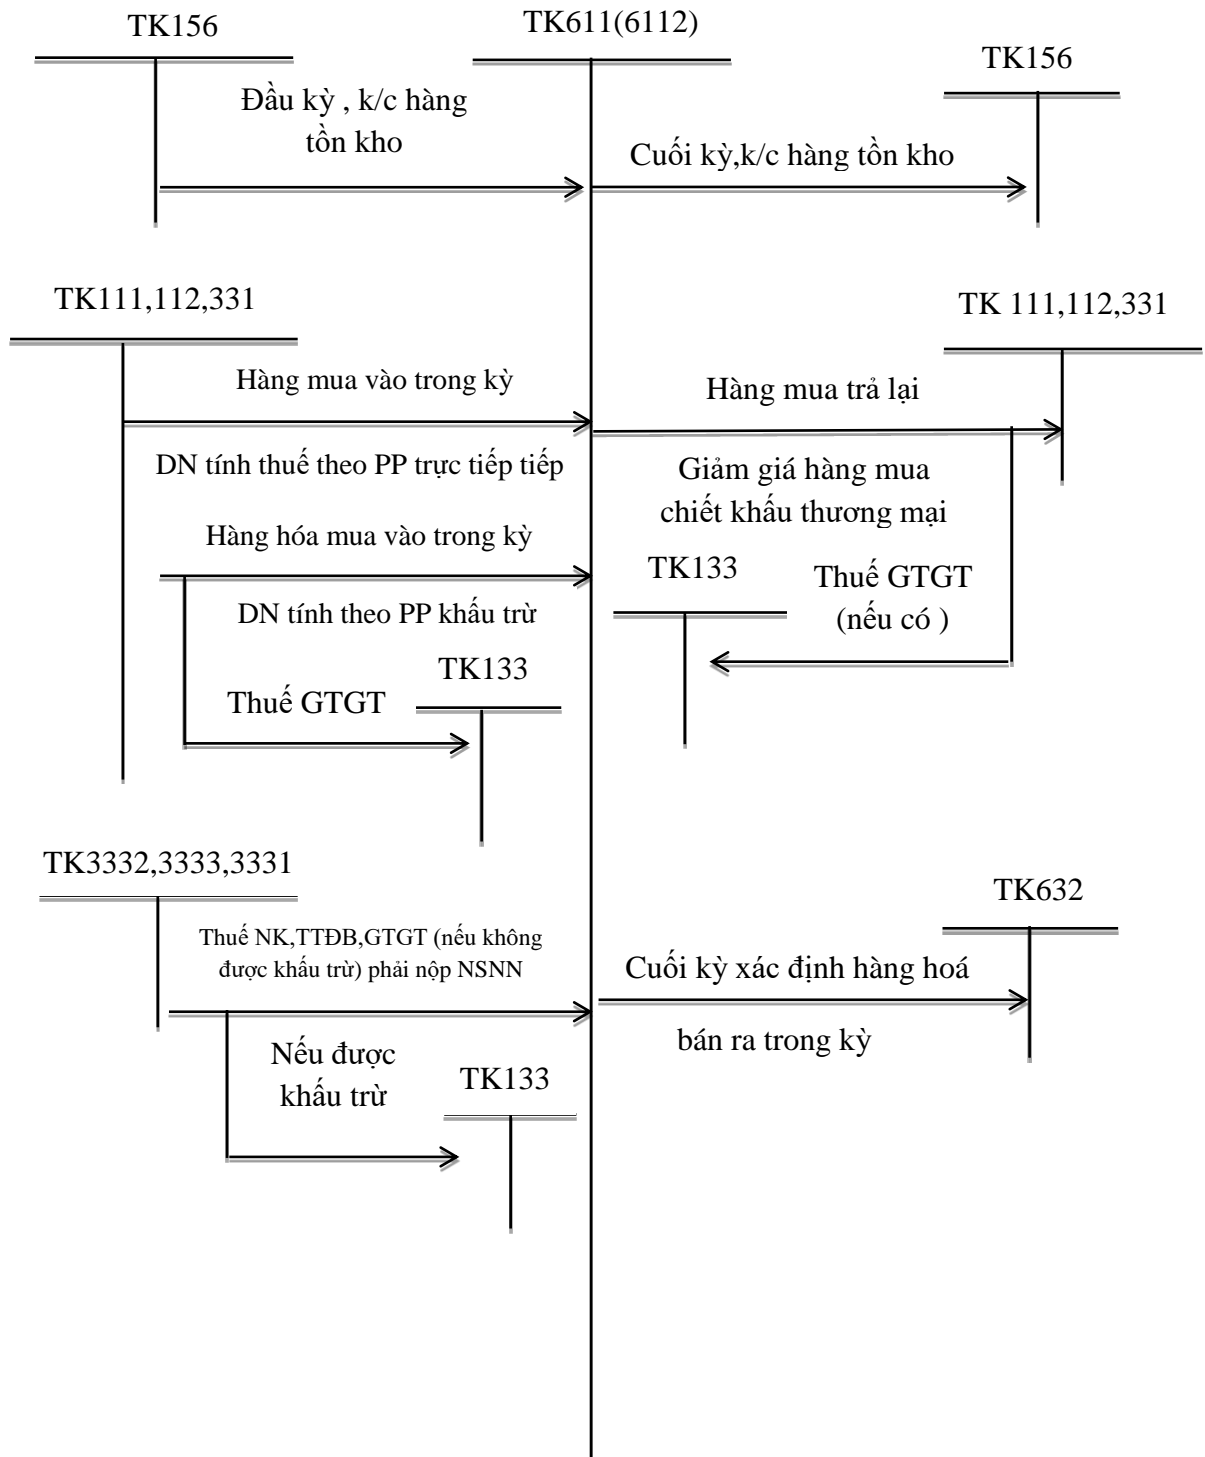 TK156
TK611(6112)
TK156
Đầu kỳ , k/c hàng
tồn kho
Cuối kỳ,k/c hàng tồn kho
TK111,112,331
TK 111,112,331
Hàng mua vào trong kỳ
Hàng mua trả lại
DN tính thuế theo PP trực tiếp tiếp
Giảm giá hàng mua
chiết khấu thương mại
Hàng hóa mua vào trong kỳ
TK133
Thuế GTGT
(nếu có )
DN tính theo PP khấu trừ
TK133
Thuế GTGT
TK3332,3333,3331
TK632
Thuế NK,TTĐB,GTGT (nếu không
được khấu trừ) phải nộp NSNN
Cuối kỳ xác định hàng hoá
bán ra trong kỳ
Nếu được
khấu trừ
TK133